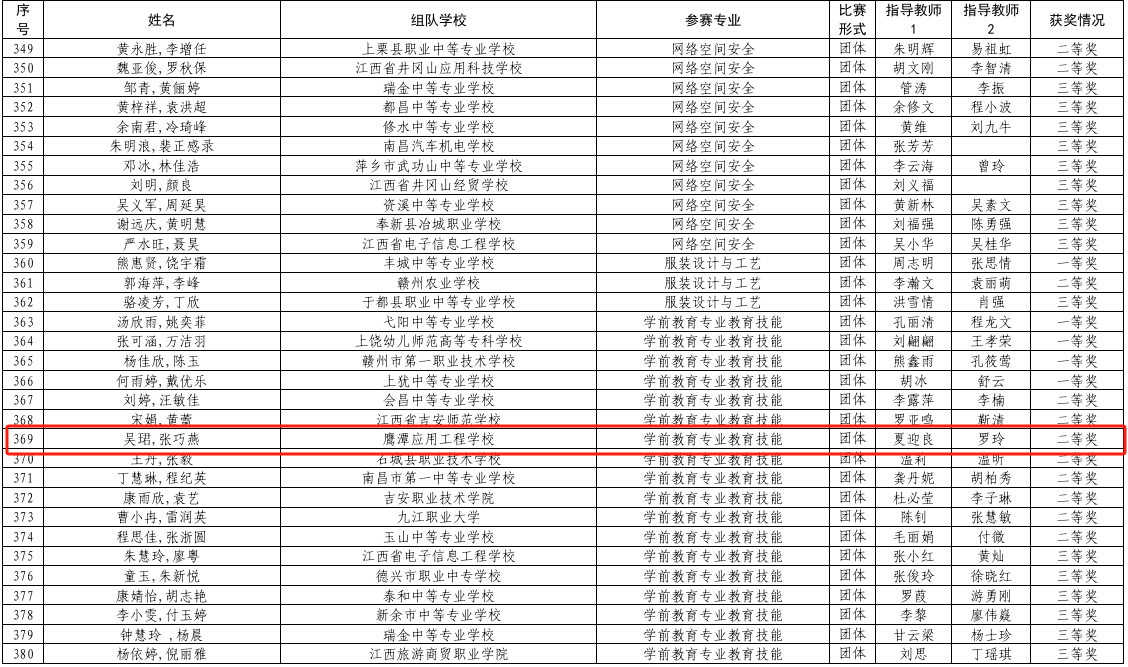 序号 姓名 组队学校 参赛专业 比赛形式 指导教师1 指导教师2 获奖情况
349 黄永胜,李增任 上栗县职业中等专业学校 网络空间安全 团体 朱明辉 易祖虹 二等奖
350 魏亚俊,罗秋保 江西省井冈山应用科技学校 网络空间安全 团体 胡文刚 李智清 二等奖
351 邹青,黄俪婷 瑞金中等专业学校 网络空间安全 团体 管涛 李振 三等奖
352 黄梓祥,袁洪超 都昌中等专业学校 网络空间安全 团体 余修文 程小波 三等奖
353 余南君,冷琦峰 修水中等专业学校 网络空间安全 团体 黄维 刘九牛 三等奖
354 朱明浪,裴正感录 南昌汽车机电学校 网络空间安全 团体 张芳芳 三等奖
355 邓冰,林佳浩 萍乡市武功山中等专业学校 网络空间安全 团体 李云海 曾玲 三等奖
356 刘明,颜良 江西省井冈山经贸学校 网络空间安全 团体 刘义福 三等奖
357 吴义军,周延昊 资溪中等专业学校 网络空间安全 团体 黄新林 吴素文 三等奖
358 谢远庆,黄明慧 奉新县冶城职业学校 网络空间安全 团体 刘福强 陈勇强 三等奖
359 严水旺,聂昊 江西省电子信息工程学校 网络空间安全 团体 吴小华 吴桂华 三等奖
360 熊惠贤,饶宇霜 丰城中等专业学校 服装设计与工艺 团体 周志明 张思情 一等奖
361 郭海萍,李峰 赣州农业学校 服装设计与工艺 团体 李瀚文 袁丽萌 二等奖
362 骆凌芳,丁欣 于都县职业中等专业学校 服装设计与工艺 团体 洪雪情 肖强 三等奖
363 汤欣雨,姚奕菲 弋阳中等专业学校 学前教育专业教育技能 团体 孔丽清 程龙文 一等奖
364 张可涵,万洁羽 上饶幼儿师范高等专科学校 学前教育专业教育技能 团体 刘翩翩 王孝荣 一等奖
365 杨佳欣,陈玉 赣州市第一职业技术学校 学前教育专业教育技能 团体 熊鑫雨 孔筱莺 一等奖
366 何雨婷,戴优乐 上犹中等专业学校 学前教育专业教育技能 团体 胡冰 舒云 一等奖
367 刘婷,汪敏佳 会昌中等专业学校 学前教育专业教育技能 团体 李露萍 李楠 二等奖
368 宋娟,黄蕾 江西省吉安师范学校 学前教育专业教育技能 团体 罗亚鸣 靳清 二等奖
369 吴珺,张巧燕 鹰潭应用工程学校 学前教育专业教育技能 团体 夏迎良 罗玲 二等奖
370 王丹,张毅 石城县职业技术学校 学前教育专业教育技能 团体 温莉 温昕 二等奖
371 丁慧琳,程纪英 南昌市第一中等专业学校 学前教育专业教育技能 团体 龚丹妮 胡柏秀 二等奖
372 康雨欣,袁艺 吉安职业技术学院 学前教育专业教育技能 团体 杜必莹 李子琳 二等奖
373 曹小冉,雷润英 九江职业大学 学前教育专业教育技能 团体 陈钊 张慧敏 二等奖
374 程思佳,张浙圆 玉山中等专业学校 学前教育专业教育技能 团体 毛丽娟 付微 二等奖
375 朱慧玲,廖粤 江西省电子信息工程学校 学前教育专业教育技能 团体 张小红 黄灿 三等奖
376 童玉,朱新悦 德兴市职业中专学校 学前教育专业教育技能 团体 张俊玲 徐晓红 三等奖
377 康婧怡,胡志艳 泰和中等专业学校 学前教育专业教育技能 团体 罗葭 游勇刚 三等奖
378 李小雯,付玉婷 新余市中等专业学校 学前教育专业教育技能 团体 李黎 廖伟嶷 三等奖
379 钟慧玲 ,杨晨 瑞金中等专业学校 学前教育专业教育技能 团体 甘云梁 杨士珍 三等奖
380 杨依婷,倪丽雅 江西旅游商贸职业学院 学前教育专业教育技能 团体 刘思 丁瑶琪 三等奖